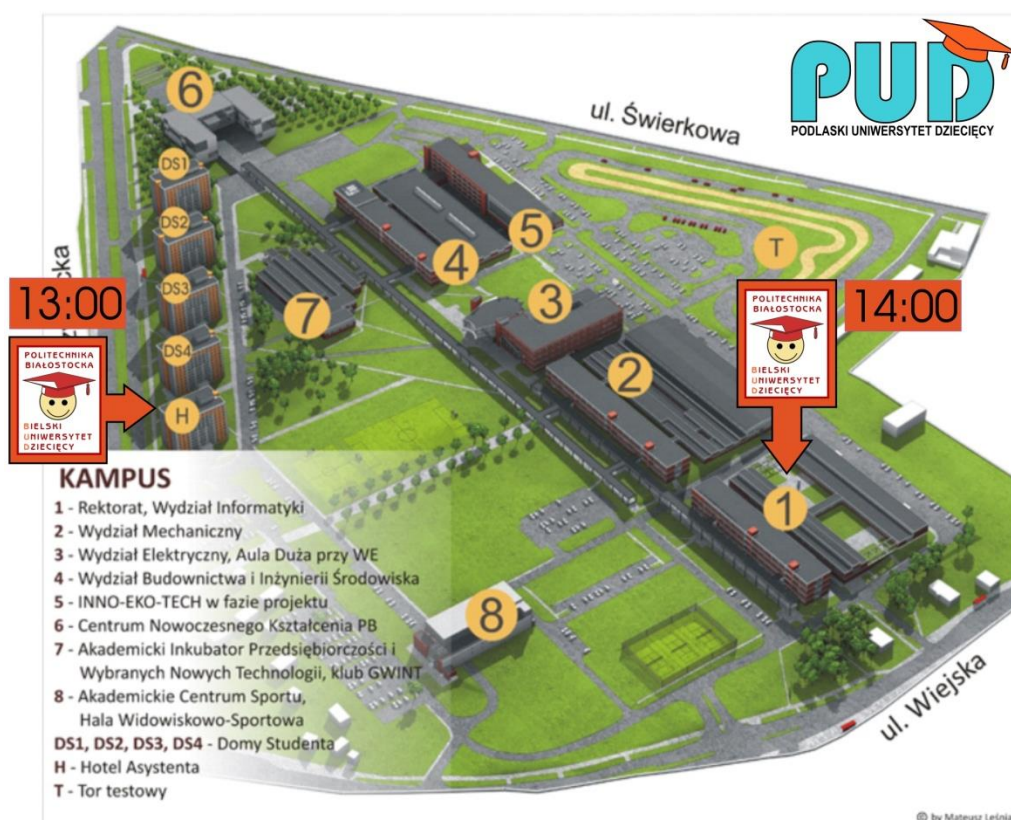 PUD
PODLASKI UNIWERSYTET DZIECIĘCY
ul. Świerkowa
6
DS1
DS2
DS3
DS4
H
7
4
5
3
2
T
1
8
13:00
POLITECHNIKA
BIAŁOSTOCKA
BIELSKI
UNIWERSYTET
DZIECIĘCY
14:00
POLITECHNIKA
BIAŁOSTOCKA
BIELSKI
UNIWERSYTET
DZIECIĘCY
KAMPUS
1 - Rektorat, Wydział Informatyki
2 - Wydział Mechaniczny
3 - Wydział Elektryczny, Aula Duża przy WE
4 - Wydział Budownictwa i Inżynierii Środowiska
5 - INNO-EKO-TECH w fazie projektu
6 - Centrum Nowoczesnego Kształcenia PB
7 - Akademicki Inkubator Przedsiębiorczości i
Wybranych Nowych Technologii, klub GWINT
8 - Akademickie Centrum Sportu,
Hala Widowiskowo-Sportowa
DS1, DS2, DS3, DS4 - Domy Studenta
H - Hotel Asystenta
T - Tor testowy
ul. Wiejska
© by Mateusz